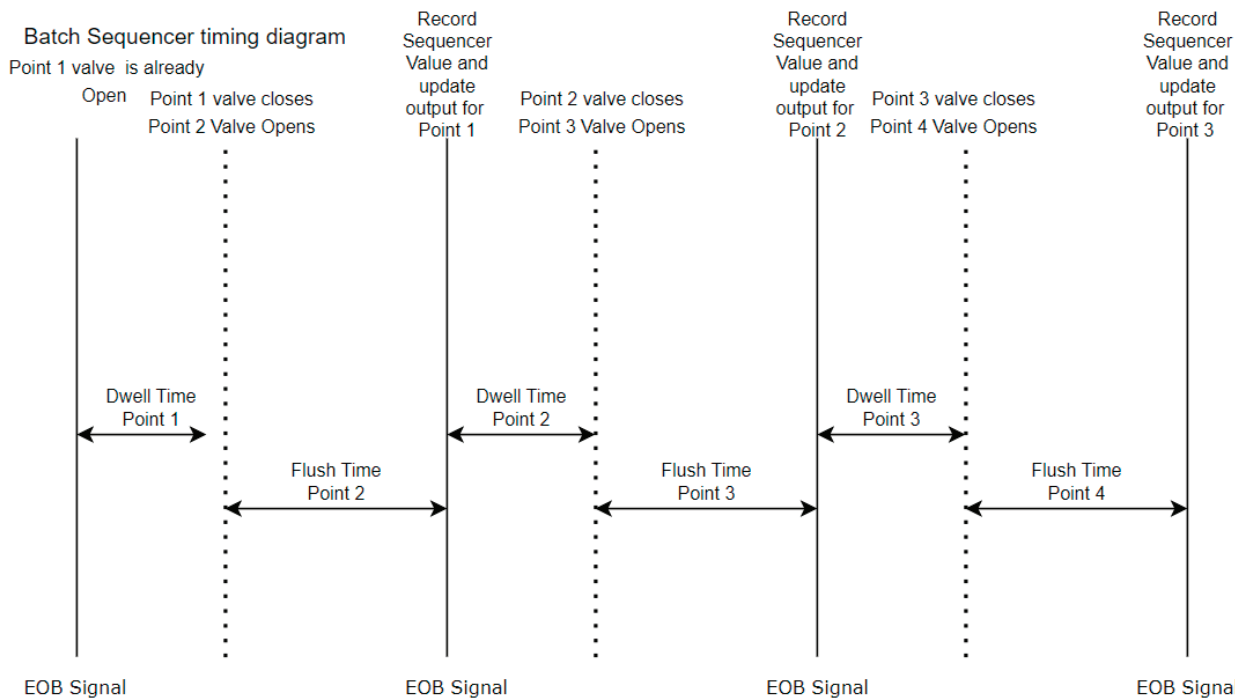 Batch Sequencer timing diagram
Point 1 valve  is already
Open
Point 1 valve closes
Point 2 Valve Opens
Record
Sequencer
Value and
update
output for
Point 1
Point 2 valve closes
Point 3 Valve Opens
Record
Sequencer
Value and
update
output for
Point 2
Point 3 valve closes
Point 4 Valve Opens
Record
Sequencer
Value and
update
output for
Point 3
Dwell Time
Point 1
Dwell Time
Point 2
Dwell Time
Point 3
Flush Time
Point 2
Flush Time
Point 3
Flush Time
Point 4
EOB Signal
EOB Signal
EOB Signal
EOB Signal